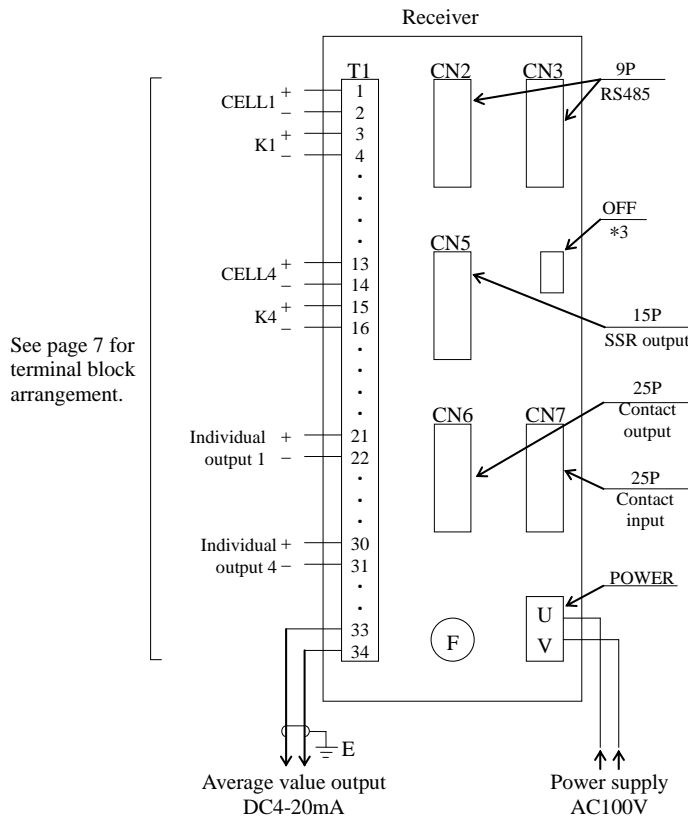 Receiver
T1
CN2
CN3
9P
RS485
CELL1
+
−
1
2
K1
+
−
3
4
OFF
*3
CN5
CELL4
+
−
13
14
K4
+
−
15
16
15P
SSR output
See page 7 for
terminal block
arrangement.
25P
Contact
output
CN6
CN7
Individual
output 1
+
−
21
22
25P
Contact
input
Individual
output 4
+
−
30
31
POWER
U
V
F
33
34
E
Average value output
DC4-20mA
Power supply
AC100V